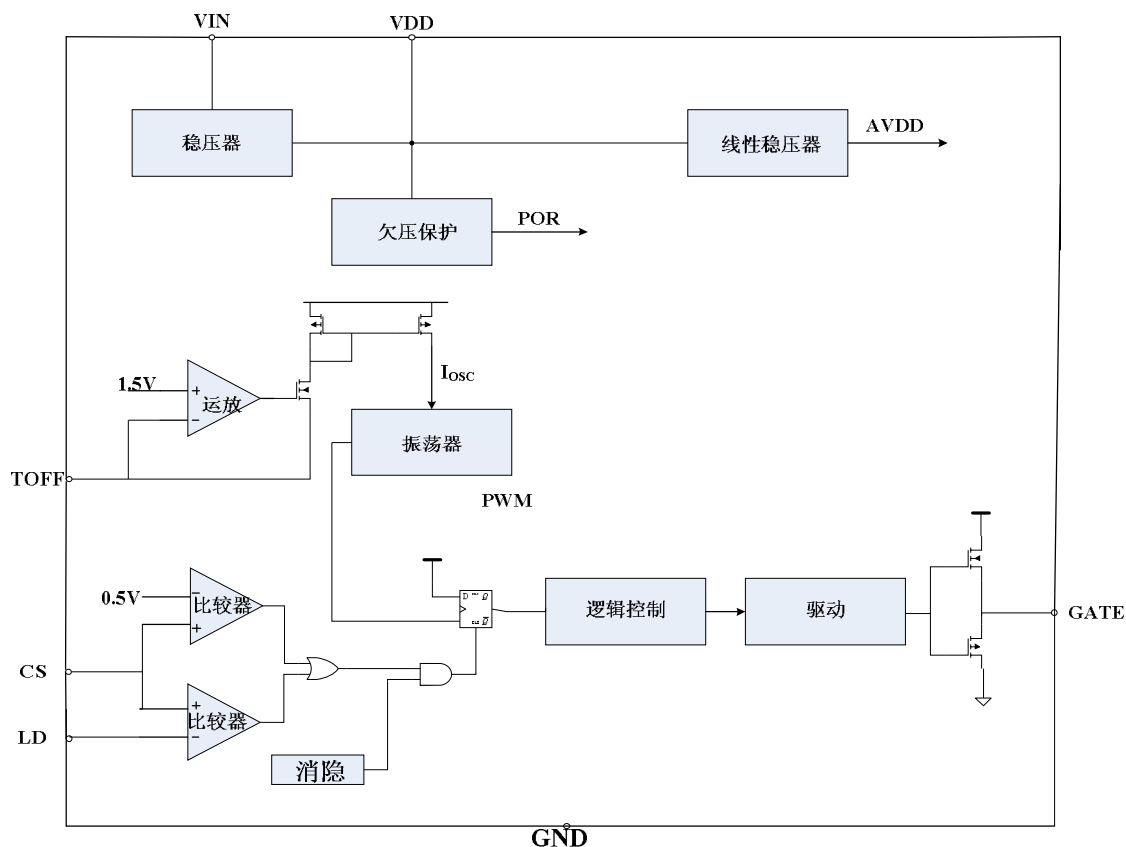 VIN
VDD
稳压器
线性稳压器
AVDD
欠压保护
POR
1.5V
+
运放
−
IOSC
振荡器
TOFF
PWM
0.5V
−
比较器
+
D
Q
逻辑控制
驱动
GATE
CS
+
比较器
−
LD
消隐
GND